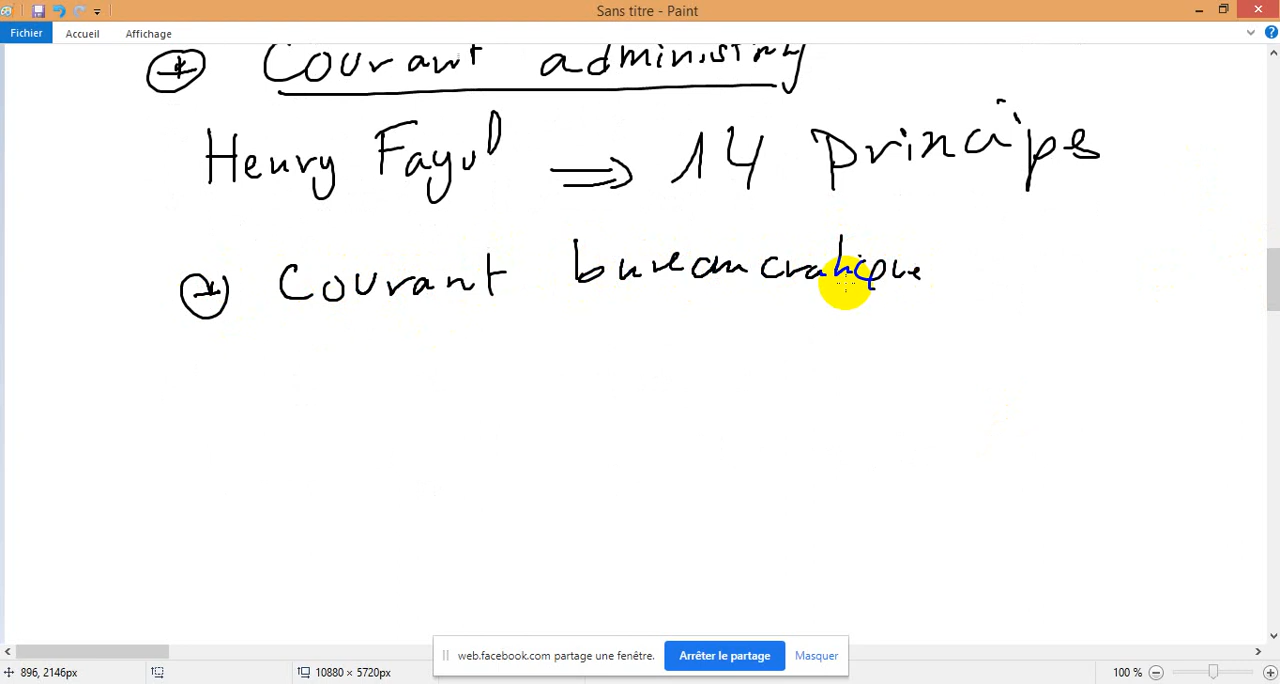 Sans titre - Paint
Fichier Accueil Affichage
Courant administra
Henry Fayol ⇒ 14 Principes
Courant bureaucratique
web.facebook.com partage une fenêtre. Arrêter le partage Masquer
896, 2146px 10880 × 5720px 100 %